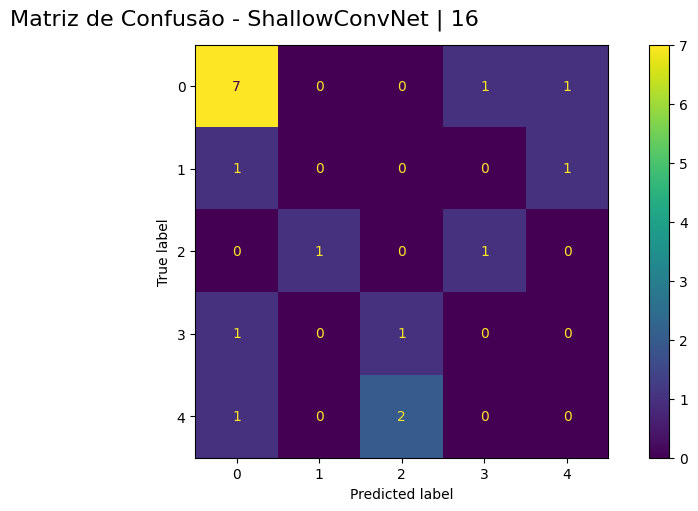 Matriz de Confusão - ShallowConvNet | 16
True label
0 7 0 0 1 1
1 1 0 0 0 1
2 0 1 0 1 0
3 1 0 1 0 0
4 1 0 2 0 0
0 1 2 3 4
Predicted label
7
6
5
4
3
2
1
0